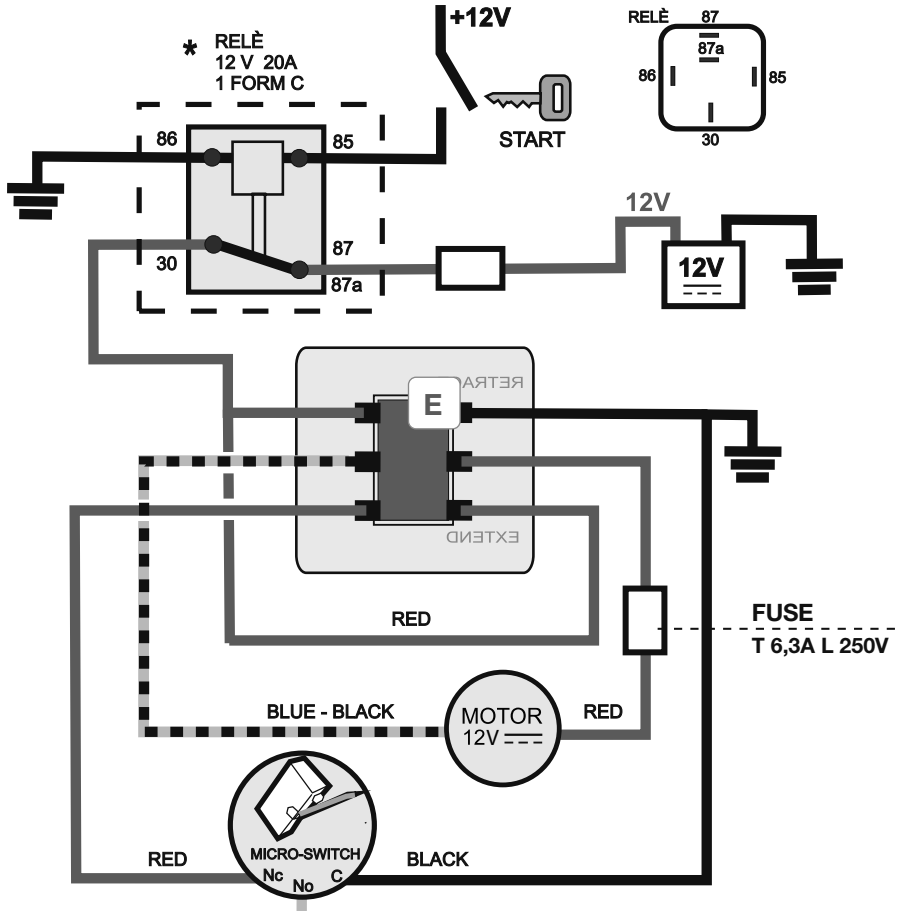 +12V
* RELÈ
12 V 20A
1 FORM C
START
RELÈ
87
87a
86
85
30
86
85
30
87
87a
12V
12V
RETRAC
E
EXTEND
RED
FUSE
T 6,3A L 250V
BLUE - BLACK
MOTOR
12V
RED
RED
MICRO-SWITCH
Nc
No
C
BLACK